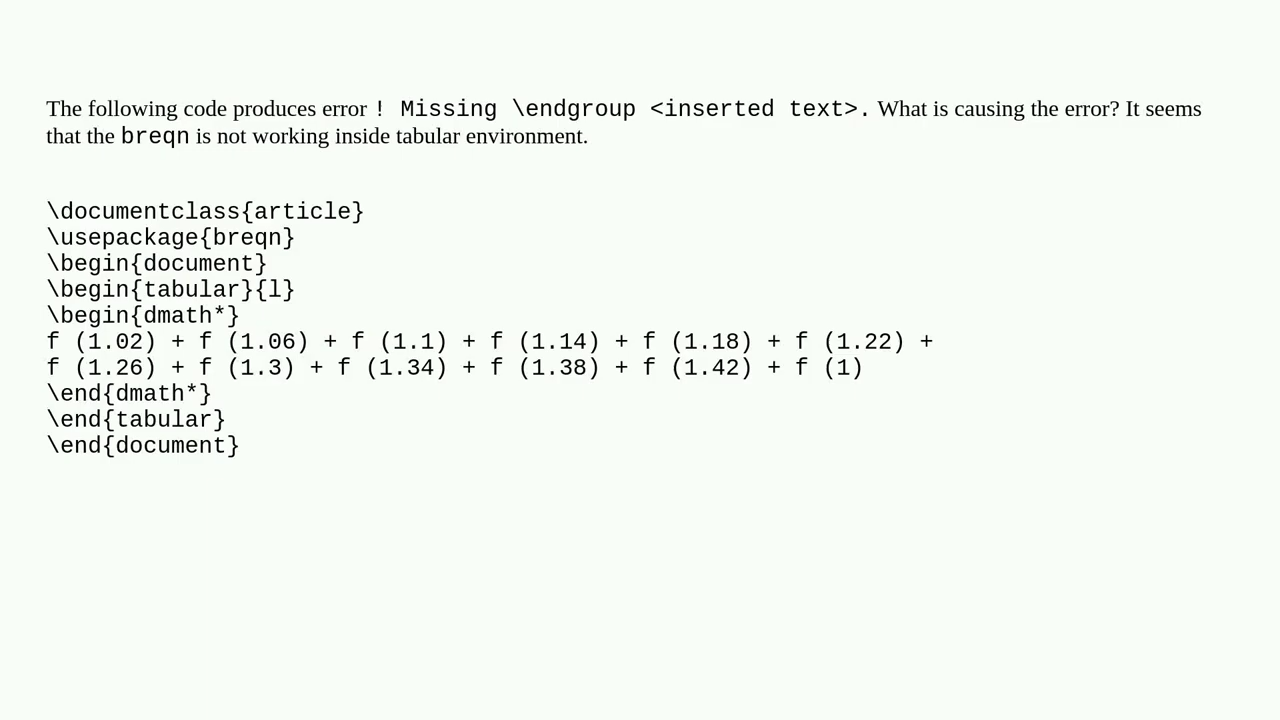 The following code produces error ! Missing \endgroup <inserted text>. What is causing the error? It seems
that the breqn is not working inside tabular environment.
\documentclass{article}
\usepackage{breqn}
\begin{document}
\begin{tabular}{l}
\begin{dmath*}
f (1.02) + f (1.06) + f (1.1) + f (1.14) + f (1.18) + f (1.22) +
f (1.26) + f (1.3) + f (1.34) + f (1.38) + f (1.42) + f (1)
\end{dmath*}
\end{tabular}
\end{document}